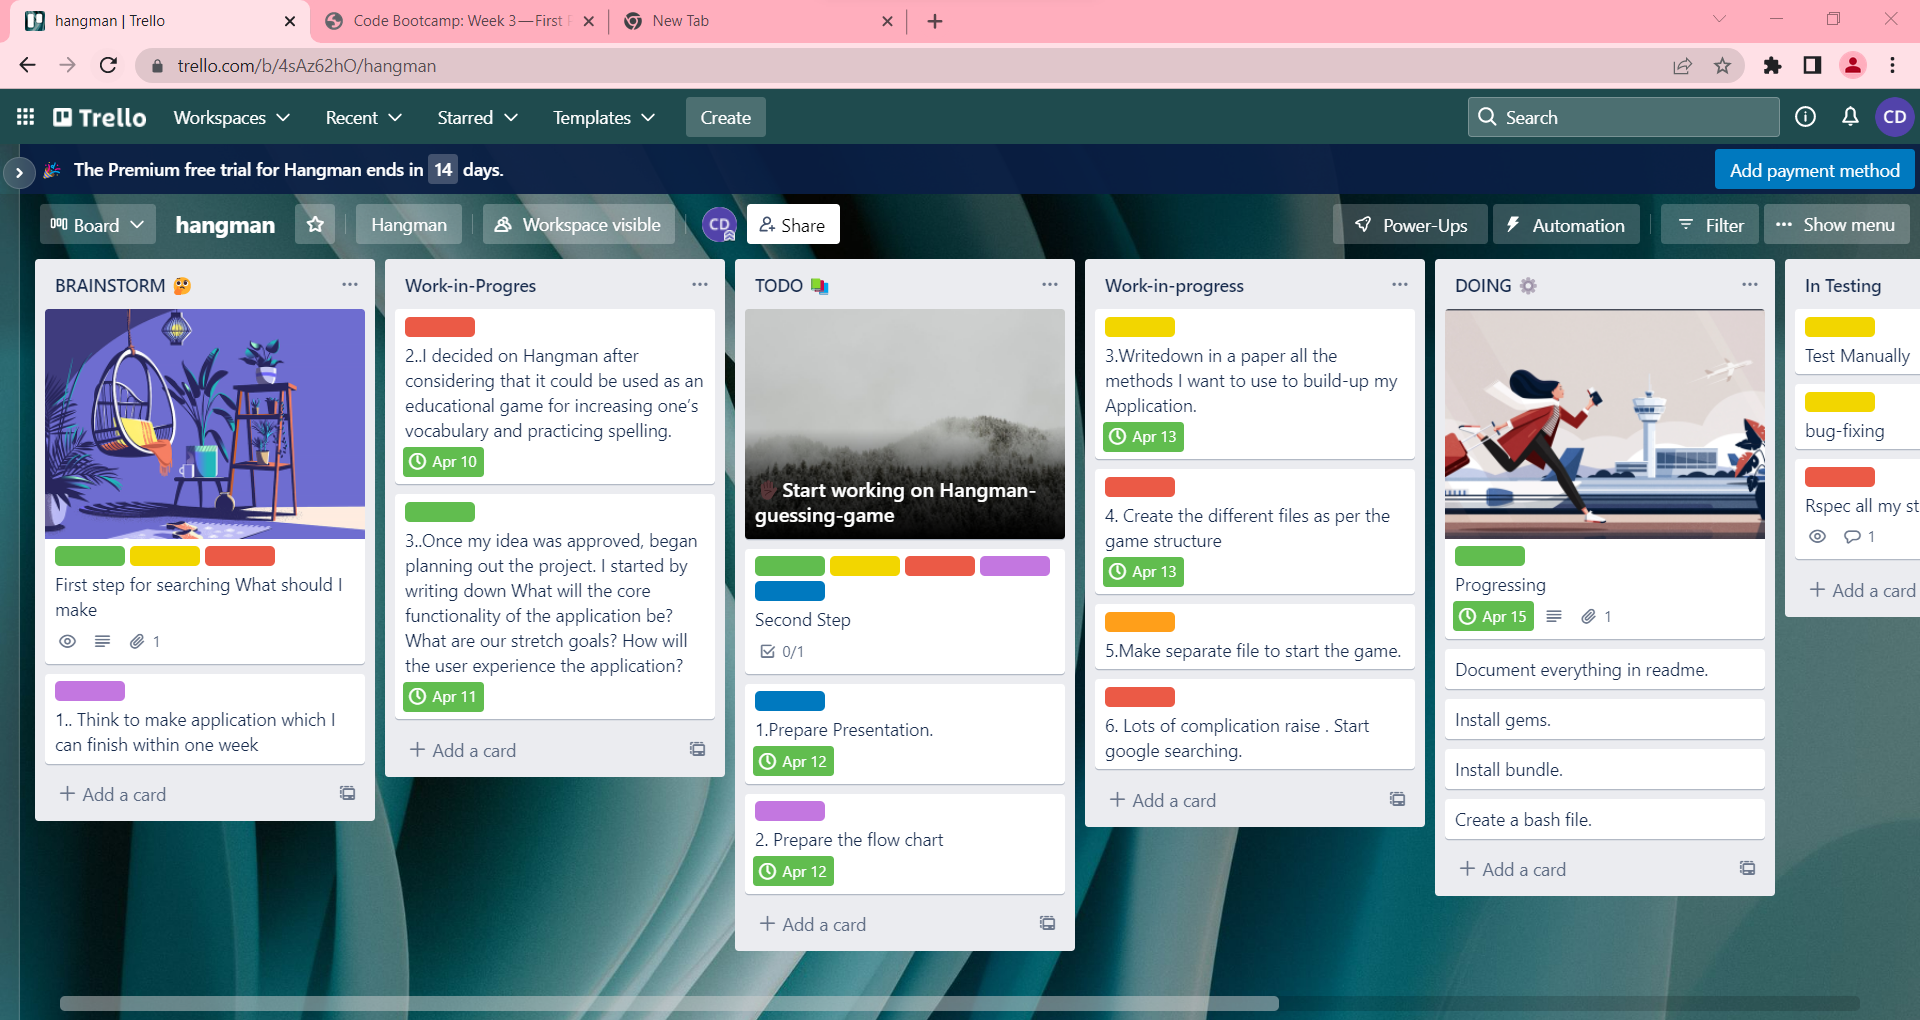 hangman | Trello
Code Bootcamp: Week 3—First
New Tab
trello.com/b/4sAz62hO/hangman
Trello
Workspaces
Recent
Starred
Templates
Create
Search
CD
The Premium free trial for Hangman ends in 14 days.
Add payment method
Board
hangman
Hangman
Workspace visible
CD
Share
Power-Ups
Automation
Filter
Show menu
BRAINSTORM
First step for searching What should I
make
1
1.. Think to make application which I
can finish within one week
Add a card
Work-in-Progres
2..I decided on Hangman after
considering that it could be used as an
educational game for increasing one's
vocabulary and practicing spelling.
Apr 10
3..Once my idea was approved, began
planning out the project. I started by
writing down What will the core
functionality of the application be?
What are our stretch goals? How will
the user experience the application?
Apr 11
Add a card
TODO
Start working on Hangman-
guessing-game
Second Step
0/1
1.Prepare Presentation.
Apr 12
2. Prepare the flow chart
Apr 12
Add a card
Work-in-progress
3.Writedown in a paper all the
methods I want to use to build-up my
Application.
Apr 13
4. Create the different files as per the
game structure
Apr 13
5.Make separate file to start the game.
6. Lots of complication raise . Start
google searching.
Add a card
DOING
Progressing
Apr 15
1
Document everything in readme.
Install gems.
Install bundle.
Create a bash file.
Add a card
In Testing
Test Manually
bug-fixing
Rspec all my st
1
Add a card